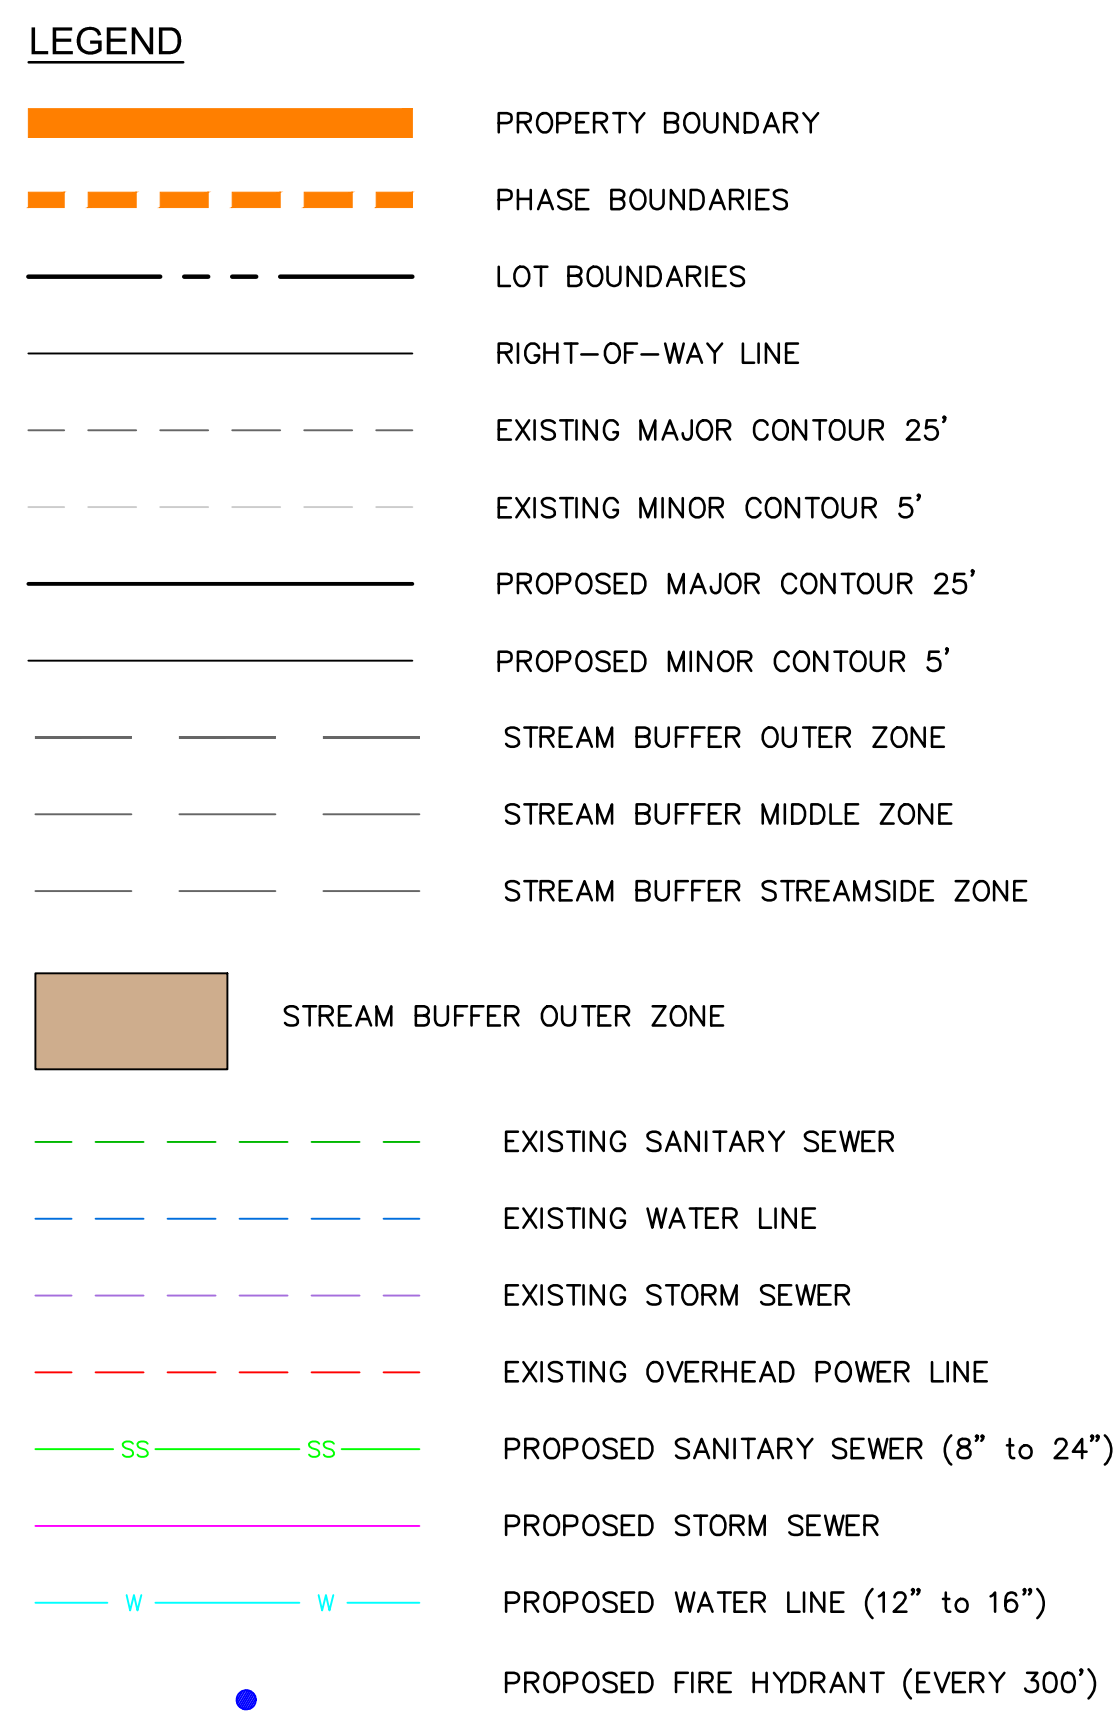 LEGEND
PROPERTY BOUNDARY
PHASE BOUNDARIES
LOT BOUNDARIES
RIGHT-OF-WAY LINE
EXISTING MAJOR CONTOUR 25'
EXISTING MINOR CONTOUR 5'
PROPOSED MAJOR CONTOUR 25'
PROPOSED MINOR CONTOUR 5'
STREAM BUFFER OUTER ZONE
STREAM BUFFER MIDDLE ZONE
STREAM BUFFER STREAMSIDE ZONE
STREAM BUFFER OUTER ZONE
EXISTING SANITARY SEWER
EXISTING WATER LINE
EXISTING STORM SEWER
EXISTING OVERHEAD POWER LINE
SS SS PROPOSED SANITARY SEWER (8" to 24")
PROPOSED STORM SEWER
W W PROPOSED WATER LINE (12" to 16")
PROPOSED FIRE HYDRANT (EVERY 300')